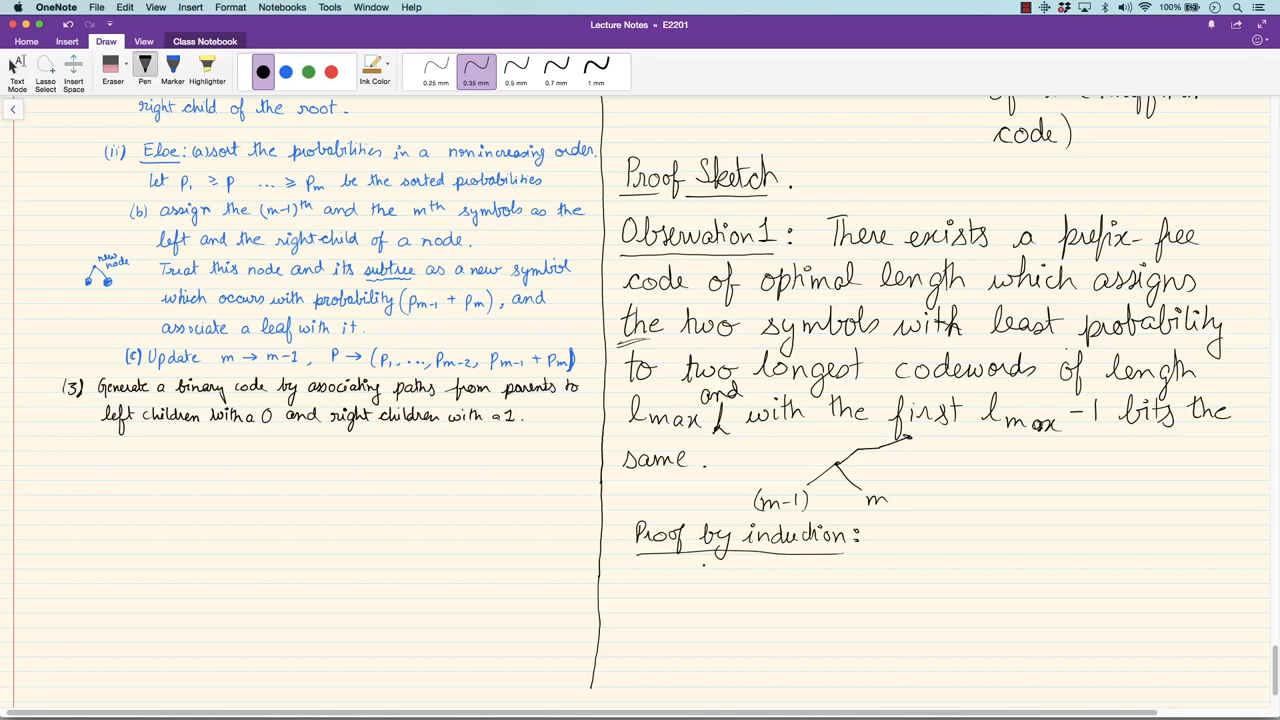 OneNote File Edit View Insert Format Notebooks Tools Window Help 100%
Lecture Notes » E2201
Home Insert Draw View Class Notebook
Text Mode Lasso Select Insert Space Eraser Pen Marker Highlighter Ink Color 0.25 mm 0.35 mm 0.5 mm 0.7 mm 1 mm
right child of the root.
(ii) Else: (a) sort the probabilities in a nonincreasing order.
let P1 ≥ P ... ≥ Pm be the sorted probabilities
(b) assign the (m-1)th and the mth symbols as the
left and the right child of a node.
new node
Treat this node and its subtree as a new symbol
which occurs with probability (Pm-1 + Pm), and
associate a leaf with it.
(c) Update m → m-1, P → (P1, ..., Pm-2, Pm-1 + Pm)
(3) Generate a binary code by associating paths from parents to
left children with a 0 and right children with a 1.
code)
Proof Sketch.
Observation 1: There exists a prefix-free
code of optimal length which assigns
the two symbols with least probability
to two longest codewords of length
lmax and with the first lmax -1 bits the
same.
(m-1) m
Proof by induction: